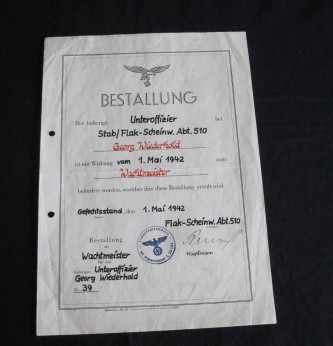 BESTALLUNG
Der bisherige Unteroffizier bei
Stab/Flak-Scheinw. Abt. 510
Georg Wiederhold
ist mit Wirkung vom 1. Mai 1942 zum
Wachtmeister
befördert worden, worüber ihm diese Bestallung erteilt wird.
Gefechtsstand, den 1. Mai 1942
Flak-Scheinw. Abt. 510
Hauptmann
Bestallung
als
Wachtmeister
für den
bisherigen Unteroffizier
Georg Wiederhold
Nr. 39